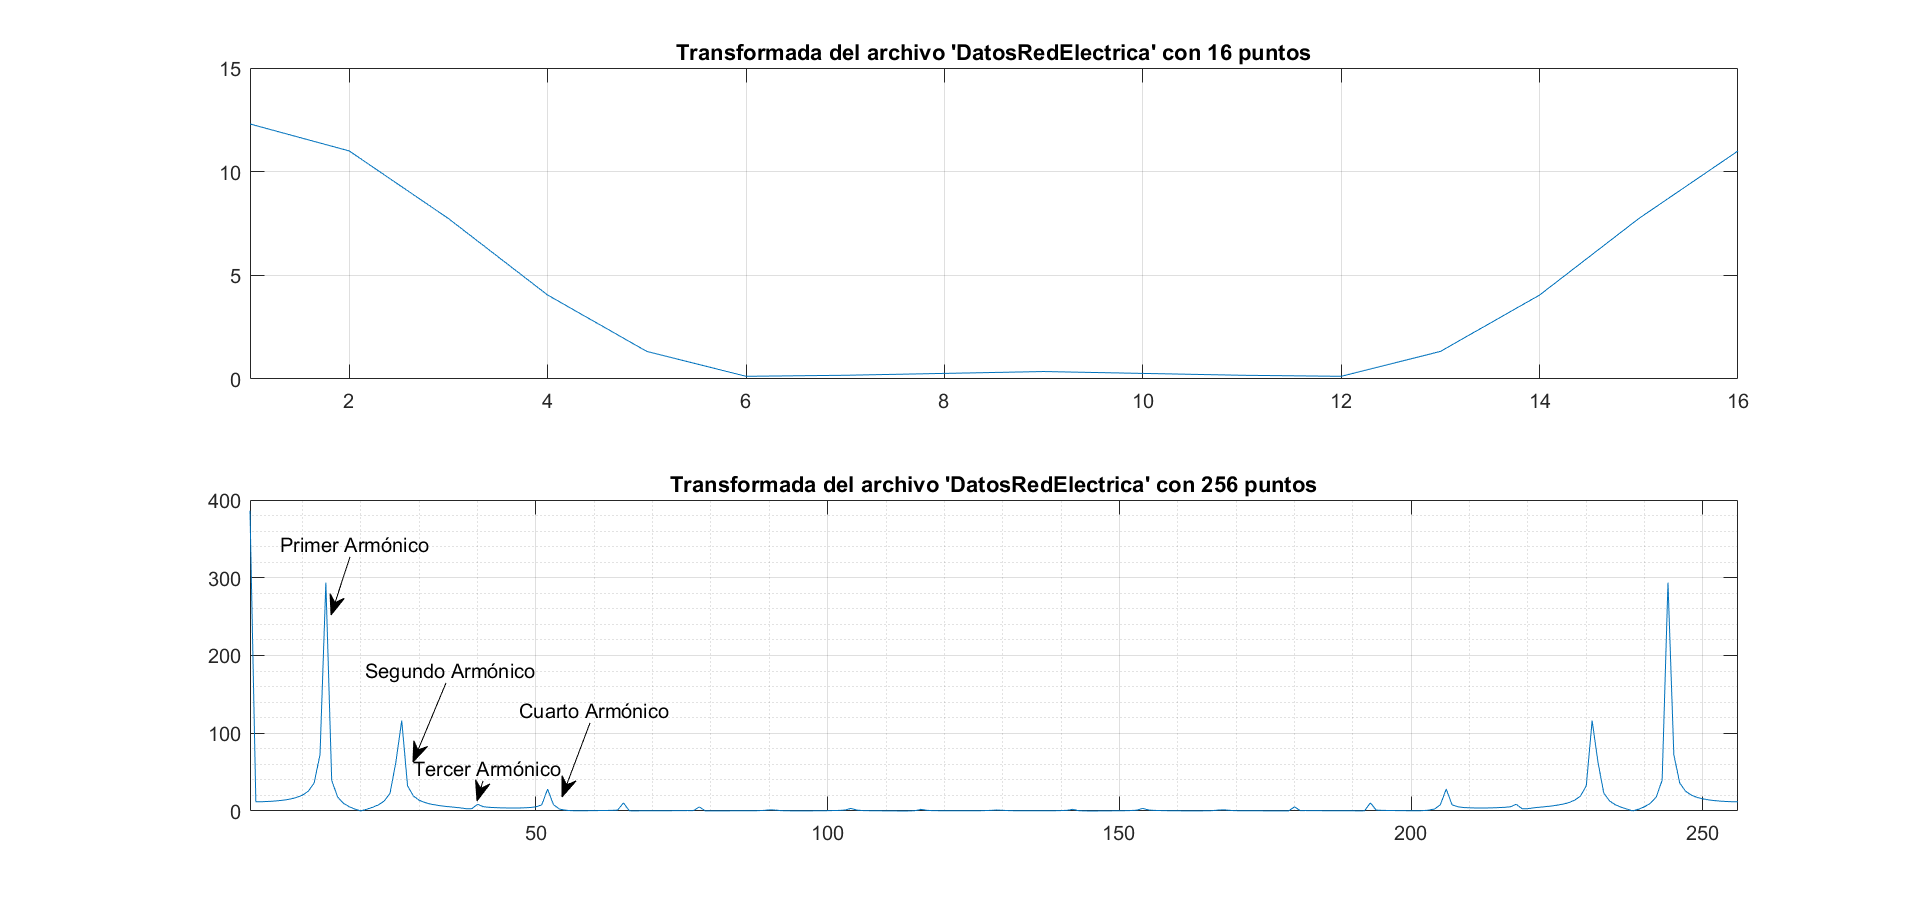 Transformada del archivo 'DatosRedElectrica' con 16 puntos
15
10
5
0
2 4 6 8 10 12 14 16
Transformada del archivo 'DatosRedElectrica' con 256 puntos
400
300
200
100
0
Primer Armónico
Segundo Armónico
Cuarto Armónico
Tercer Armónico
50 100 150 200 250